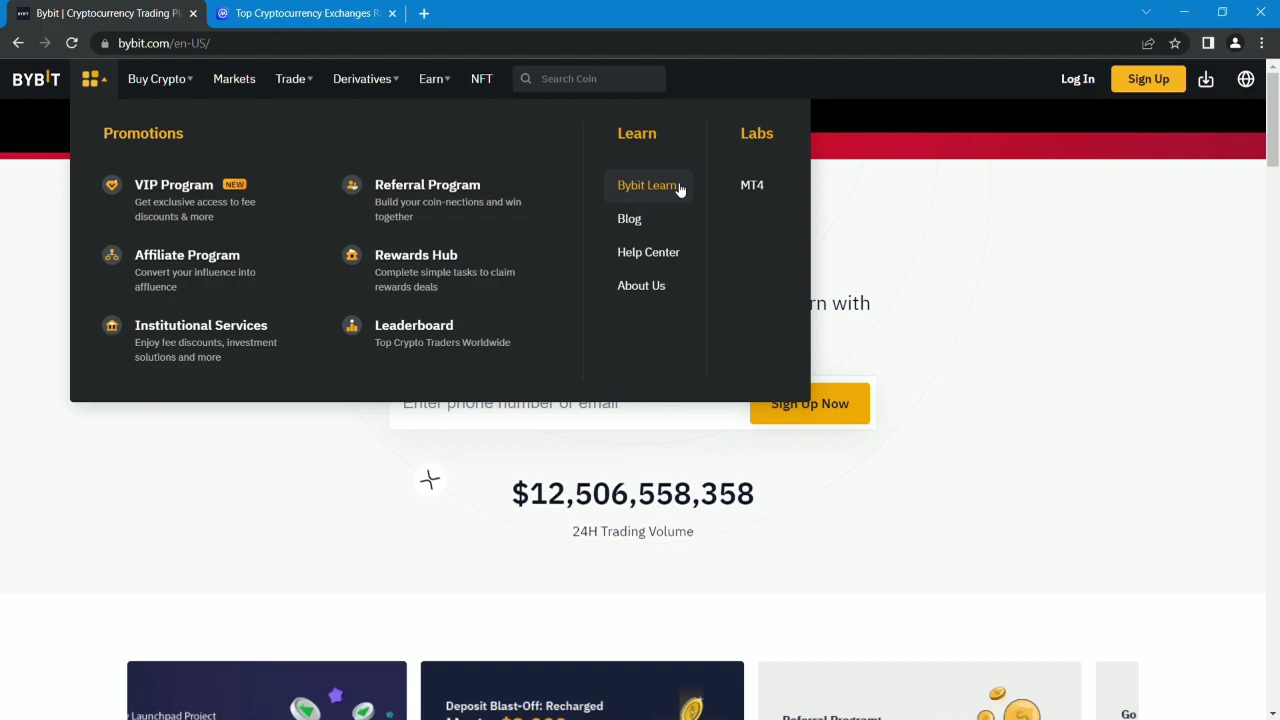 Bybit | Cryptocurrency Trading Pl
Top Cryptocurrency Exchanges R
bybit.com/en-US/
BYBIT
Buy Crypto
Markets
Trade
Derivatives
Earn
NFT
Search Coin
Log In
Sign Up
Promotions
VIP Program NEW
Get exclusive access to fee
discounts & more
Affiliate Program
Convert your influence into
affluence
Institutional Services
Enjoy fee discounts, investment
solutions and more
Referral Program
Build your coin-nections and win
together
Rewards Hub
Complete simple tasks to claim
rewards deals
Leaderboard
Top Crypto Traders Worldwide
Learn
Bybit Learn
Blog
Help Center
About Us
Labs
MT4
rn with
Enter phone number or email
Sign Up Now
$12,506,558,358
24H Trading Volume
Launchpad Project
Deposit Blast-Off: Recharged
Referral Program:
Go